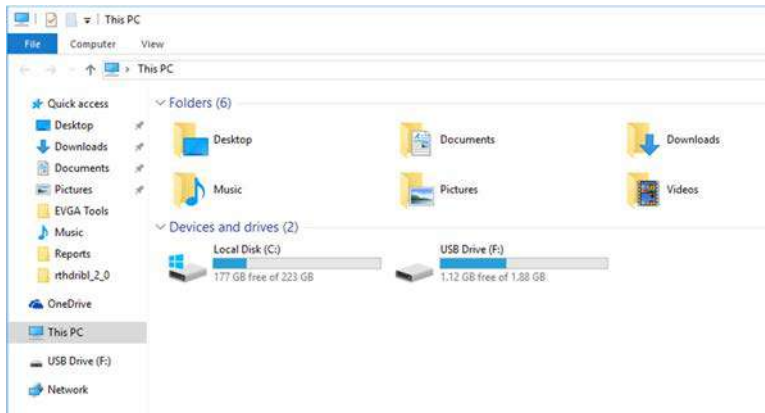 This PC
File Computer View
This PC
Quick access
Desktop
Downloads
Documents
Pictures
EVGA Tools
Music
Reports
rthdribl_2_0
OneDrive
This PC
USB Drive (F:)
Network
Folders (6)
Desktop
Documents
Downloads
Music
Pictures
Videos
Devices and drives (2)
Local Disk (C:)
177 GB free of 223 GB
USB Drive (F:)
1.12 GB free of 1.88 GB